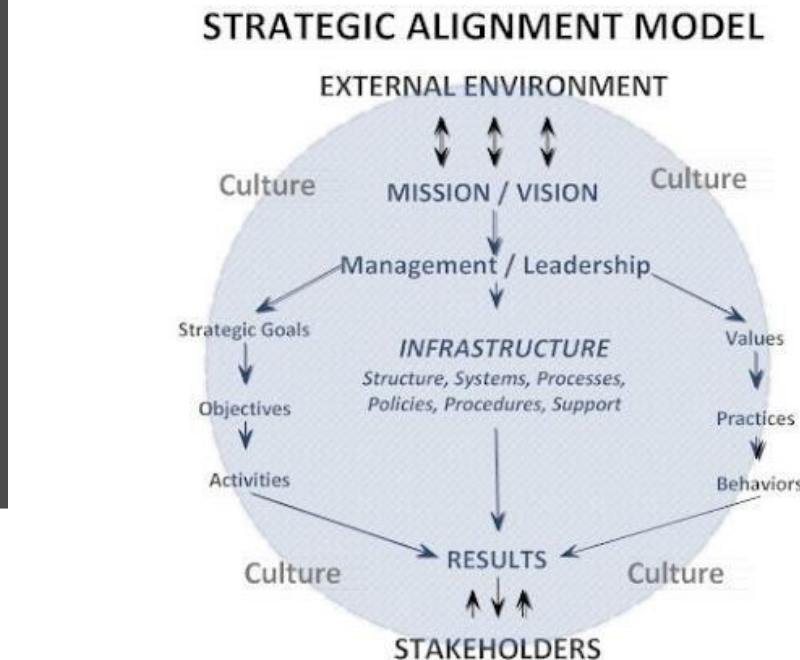 STRATEGIC ALIGNMENT MODEL
EXTERNAL ENVIRONMENT
Culture
Culture
MISSION / VISION
Management / Leadership
Strategic Goals
Values
INFRASTRUCTURE
Structure, Systems, Processes,
Policies, Procedures, Support
Objectives
Practices
Activities
Behaviors
RESULTS
Culture
Culture
STAKEHOLDERS